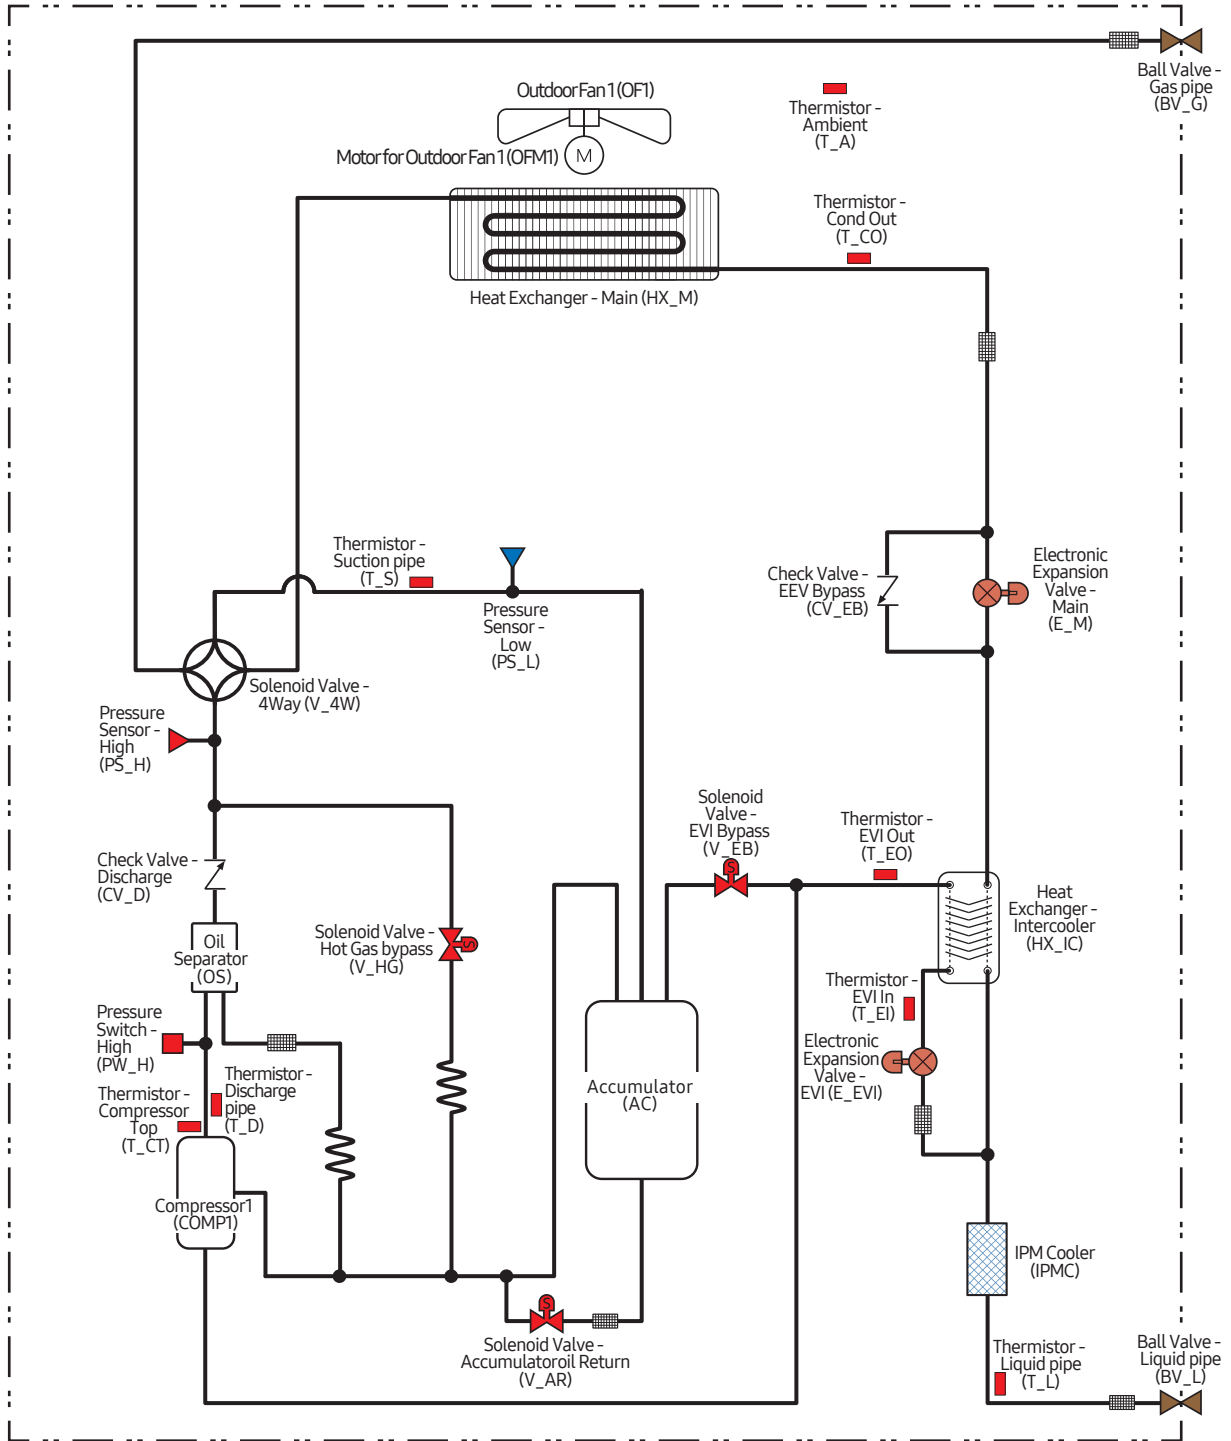 Ball Valve -
Gas pipe
(BV_G)
Outdoor Fan 1 (OF1)
Motor for Outdoor Fan 1 (OFM1)
M
Thermistor -
Ambient
(T_A)
Thermistor -
Cond Out
(T_CO)
Heat Exchanger - Main (HX_M)
Thermistor -
Suction pipe
(T_S)
Pressure
Sensor -
Low
(PS_L)
Check Valve -
EEV Bypass
(CV_EB)
Electronic
Expansion
Valve -
Main
(E_M)
Solenoid Valve -
4Way (V_4W)
Pressure
Sensor -
High
(PS_H)
Solenoid
Valve -
EVI Bypass
(V_EB)
S
Thermistor -
EVI Out
(T_EO)
Check Valve -
Discharge
(CV_D)
Heat
Exchanger -
Intercooler
(HX_IC)
Oil
Separator
(OS)
Solenoid Valve -
Hot Gas bypass
(V_HG)
S
Thermistor -
EVI In
(T_EI)
Pressure
Switch -
High
(PW_H)
Electronic
Expansion
Valve -
EVI (E_EVI)
Thermistor -
Discharge
pipe
(T_D)
Thermistor -
Compressor
Top
(T_CT)
Accumulator
(AC)
Compressor1
(COMP1)
IPM Cooler
(IPMC)
S
Solenoid Valve -
Accumulatoroil Return
(V_AR)
Thermistor -
Liquid pipe
(T_L)
Ball Valve -
Liquid pipe
(BV_L)